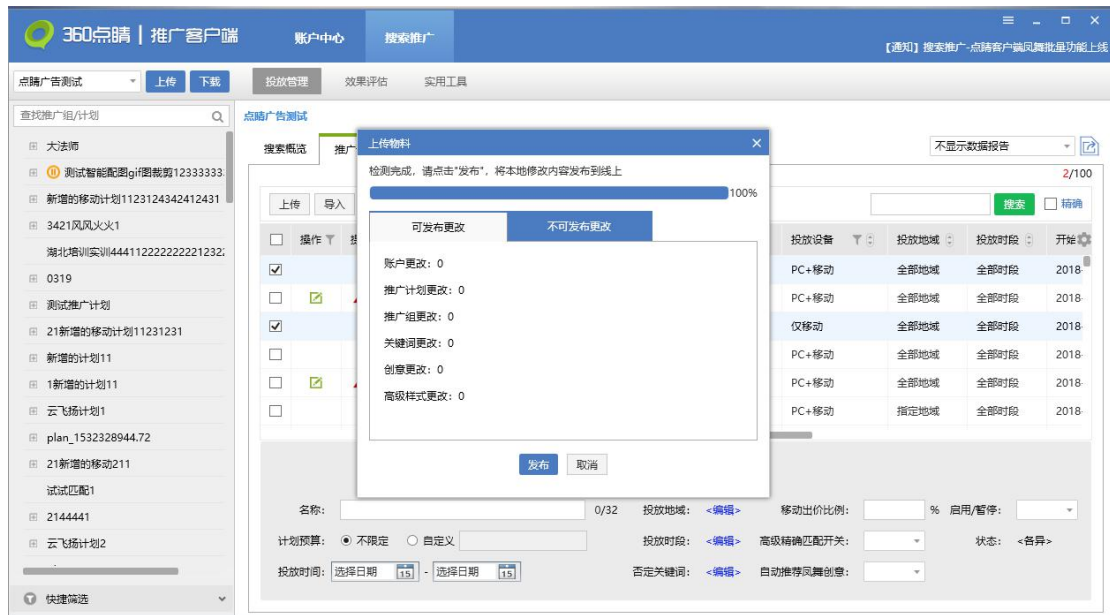 360点睛 | 推广客户端
账户中心 搜索推广
【通知】搜索推广-点睛客户端凤舞批量功能上线
点睛广告测试 上传 下载 投放管理 效果评估 实用工具
查找推广组/计划
大法师
测试智能配图gif图裁剪12333333
新增的移动计划1123124342412431
3421风风火火1
湖北培训实训444112222222221232
0319
测试推广计划
21新增的移动计划11231231
新增的计划11
1新增的计划11
云飞扬计划1
plan_1532328944.72
21新增的移动211
试试匹配1
2144441
云飞扬计划2
快捷筛选
点睛广告测试
搜索概览 推广 不显示数据报告
2/100
上传 导入 搜索 精确
操作 投放设备 投放地域 投放时段 开始
PC+移动 全部地域 全部时段 2018-
PC+移动 全部地域 全部时段 2018-
仅移动 全部地域 全部时段 2018-
PC+移动 全部地域 全部时段 2018-
PC+移动 全部地域 全部时段 2018-
PC+移动 指定地域 全部时段 2018-
上传物料
检测完成，请点击"发布"，将本地修改内容发布到线上
100%
可发布更改 不可发布更改
账户更改：0
推广计划更改：0
推广组更改：0
关键词更改：0
创意更改：0
高级样式更改：0
发布 取消
名称： 0/32 投放地域： <编辑> 移动出价比例： % 启用/暂停：
计划预算： 不限定 自定义 投放时段： <编辑> 高级精确匹配开关： 状态： <各异>
投放时间： 选择日期 15 - 选择日期 15 否定关键词： <编辑> 自动推荐凤舞创意：